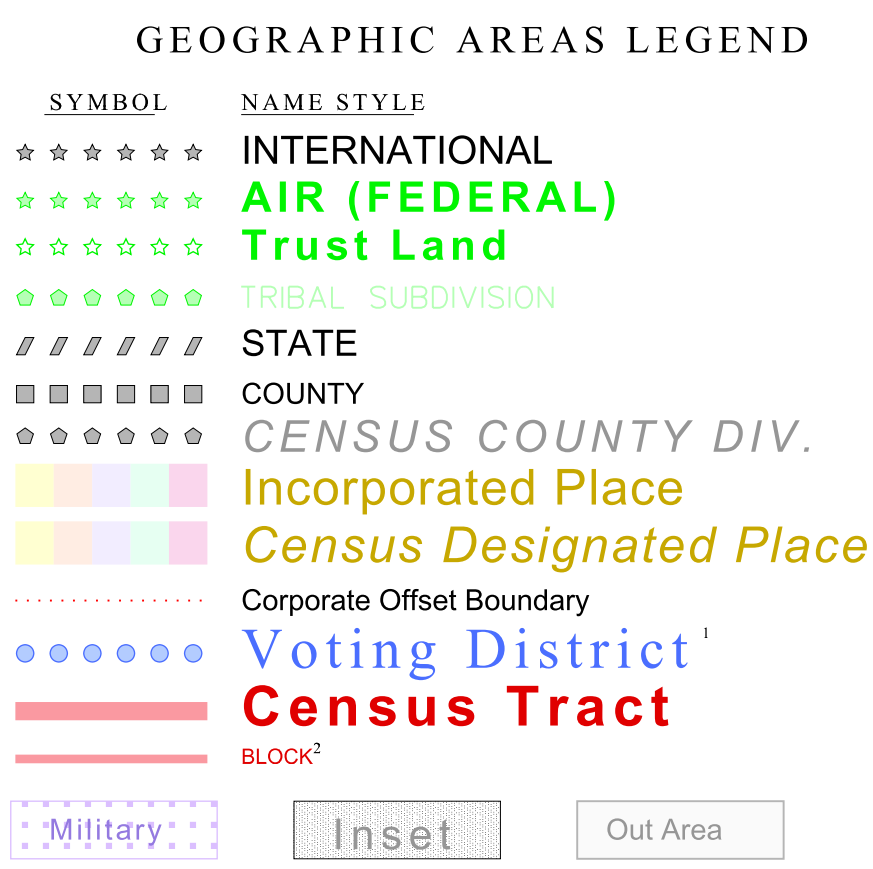 GEOGRAPHIC AREAS LEGEND
SYMBOL NAME STYLE
INTERNATIONAL
AIR (FEDERAL)
Trust Land
TRIBAL SUBDIVISION
STATE
COUNTY
CENSUS COUNTY DIV.
Incorporated Place
Census Designated Place
Corporate Offset Boundary
Voting District 1
Census Tract
BLOCK2
Military Inset Out Area